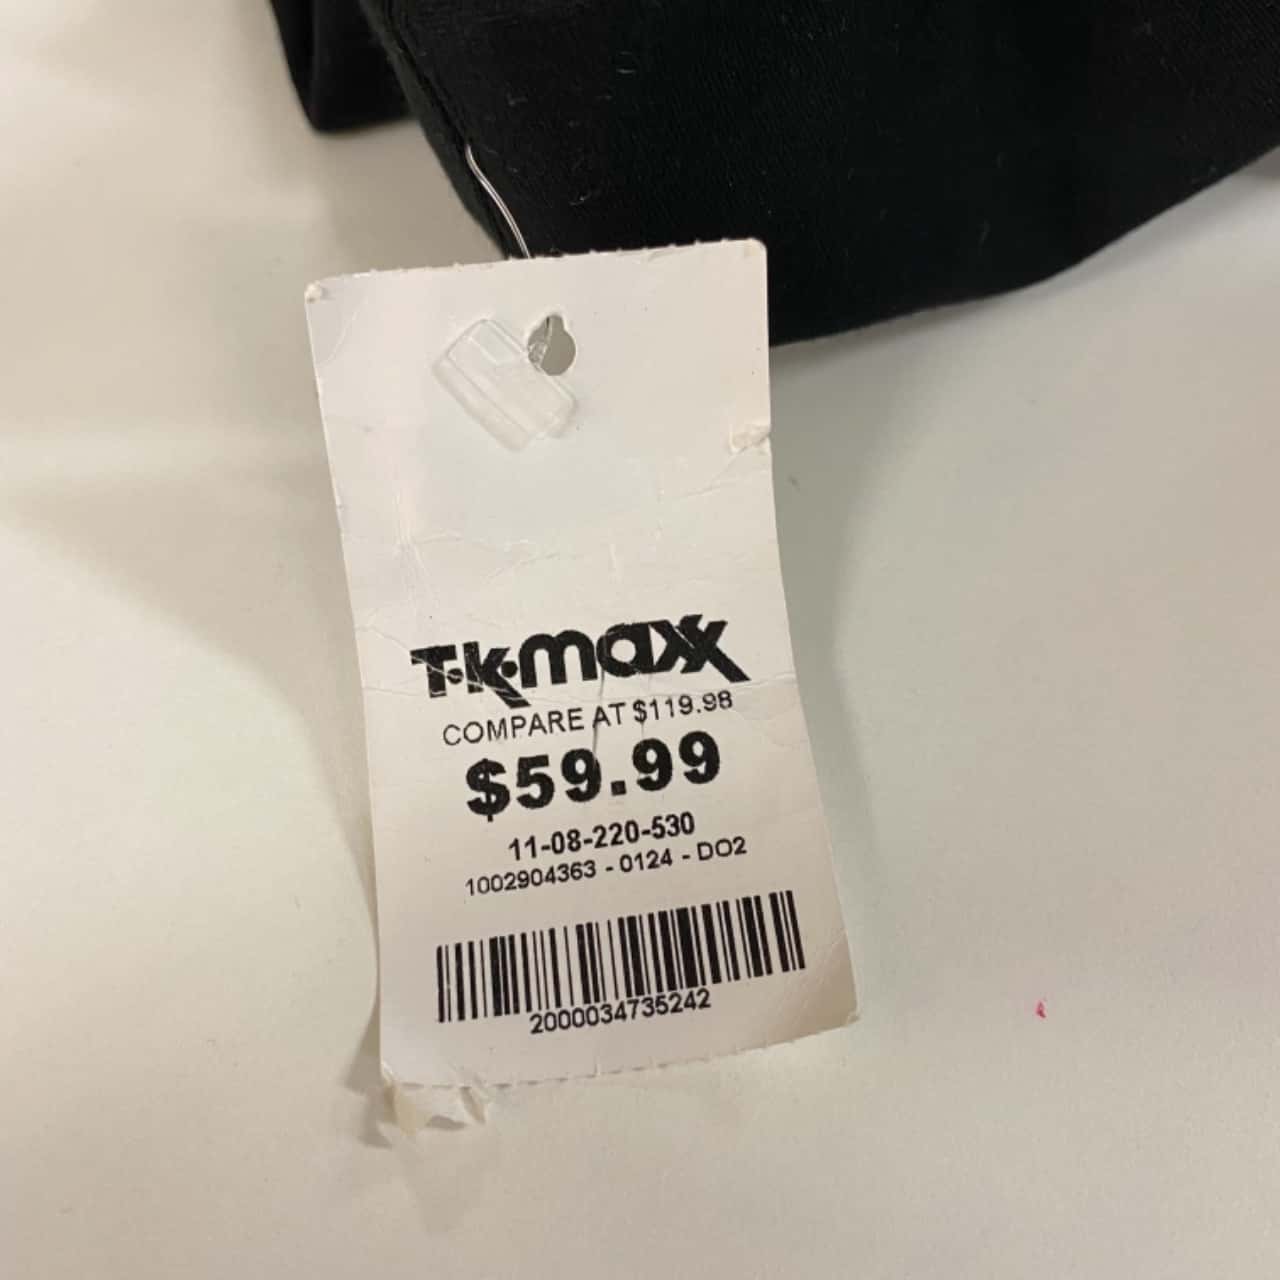 T·K·maxx
COMPARE AT $119.98
$59.99
11-08-220-530
1002904363 - 0124 - DO2
2000034735242